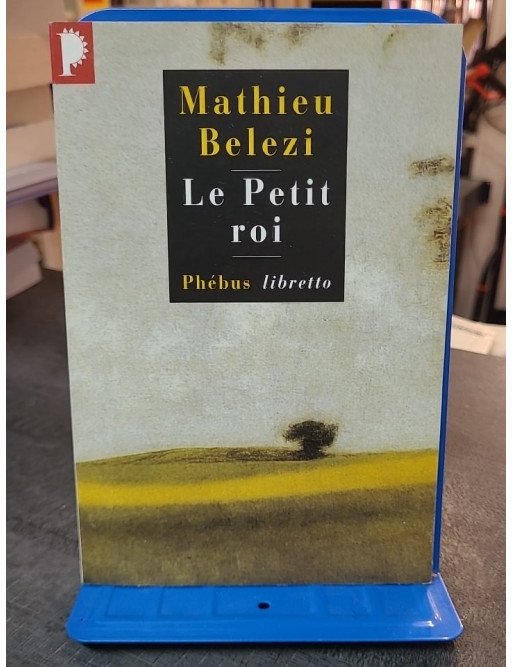 P
Mathieu
Belezi
Le Petit
roi
Phébus libretto